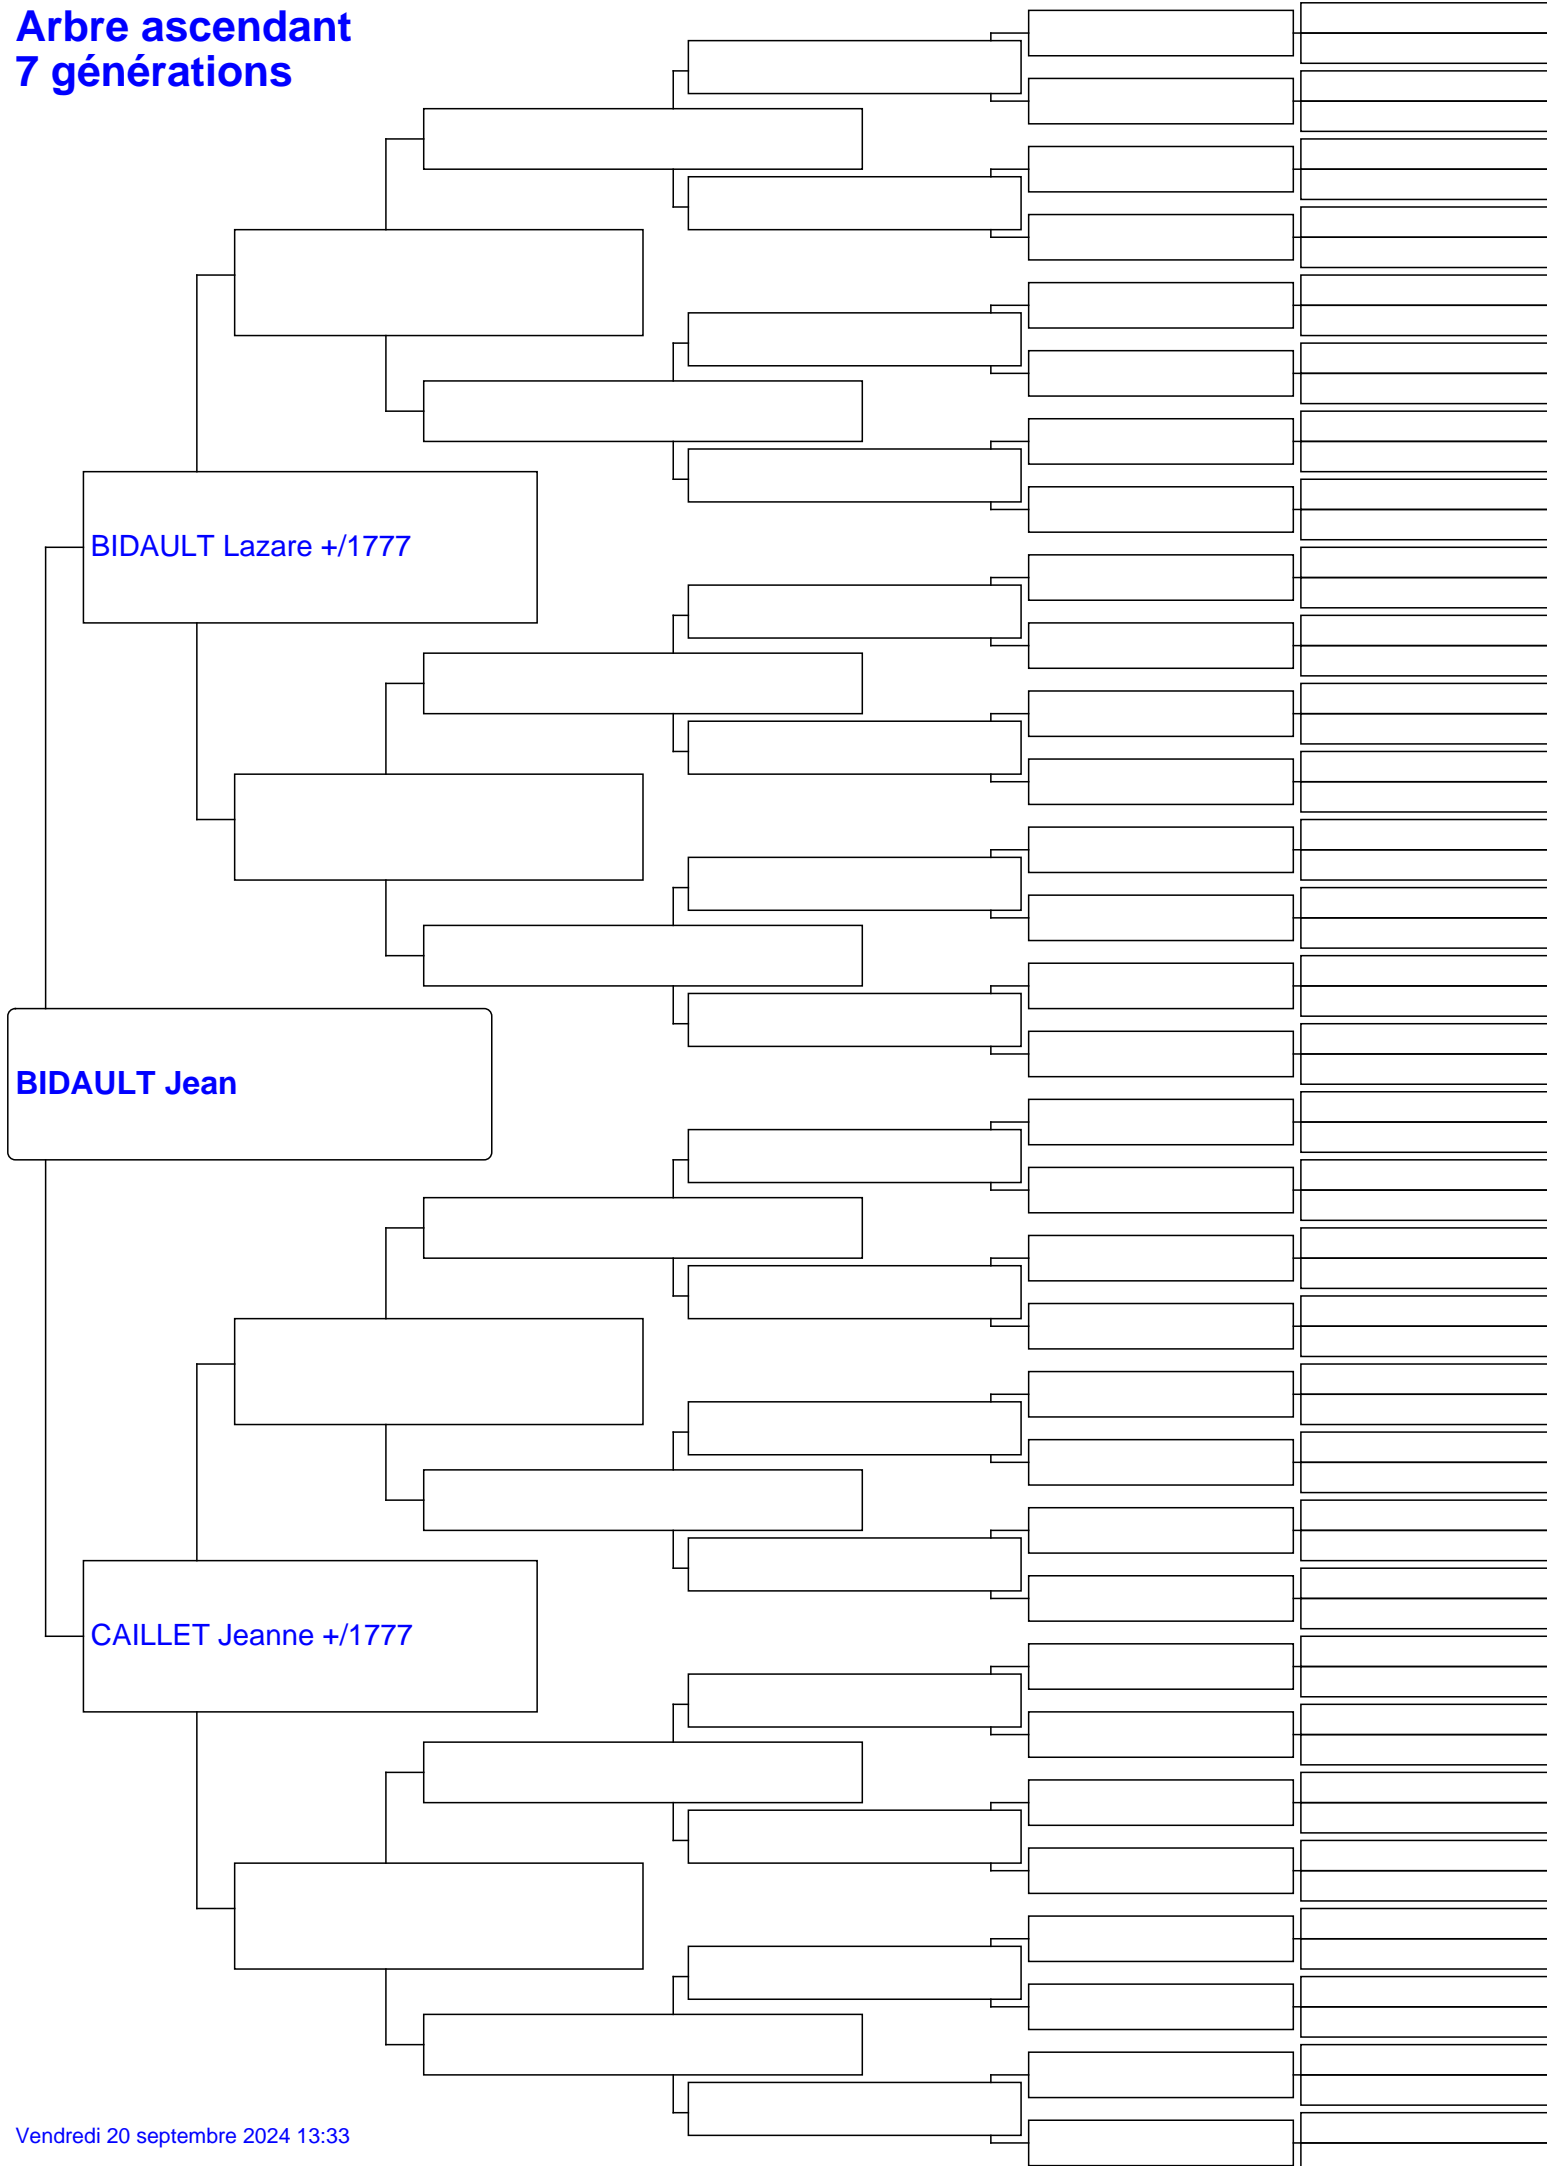 Arbre ascendant
7 générations
BIDAULT Lazare +/1777
BIDAULT Jean
CAILLET Jeanne +/1777
Vendredi 20 septembre 2024 13:33